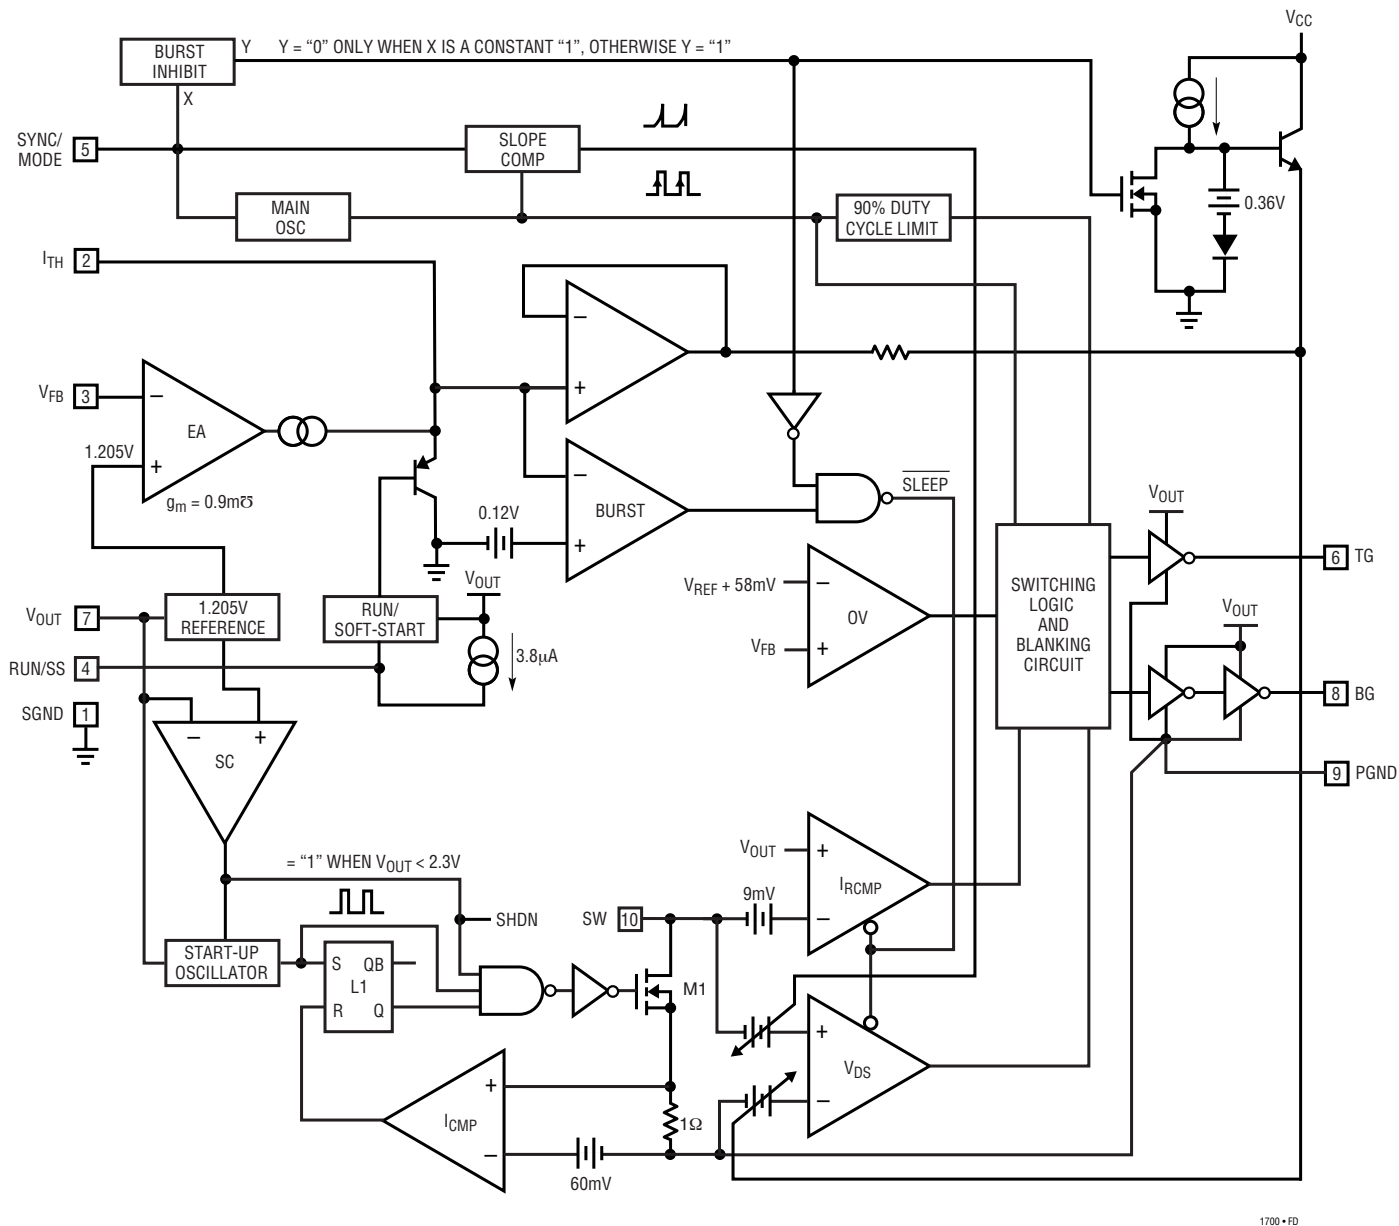 VCC
BURST
INHIBIT
Y
Y = “0” ONLY WHEN X IS A CONSTANT “1”, OTHERWISE Y = “1”
X
SYNC/
MODE
5
SLOPE
COMP
MAIN
OSC
90% DUTY
CYCLE LIMIT
0.36V
ITH
2
–
+
VFB
3
–
EA
1.205V
+
gm = 0.9m℧
–
BURST
+
0.12V
SLEEP
VOUT
VOUT
6
TG
VREF + 58mV
–
OV
VFB
+
SWITCHING
LOGIC
AND
BLANKING
CIRCUIT
VOUT
7
1.205V
REFERENCE
RUN/
SOFT-START
3.8µA
VOUT
RUN/SS
4
8
BG
SGND
1
–
+
SC
9
PGND
= “1” WHEN VOUT < 2.3V
VOUT
+
IRCMP
9mV
–
SHDN
SW
10
START-UP
OSCILLATOR
S
QB
L1
R
Q
M1
+
VDS
–
+
ICMP
–
1Ω
60mV
1700 • FD